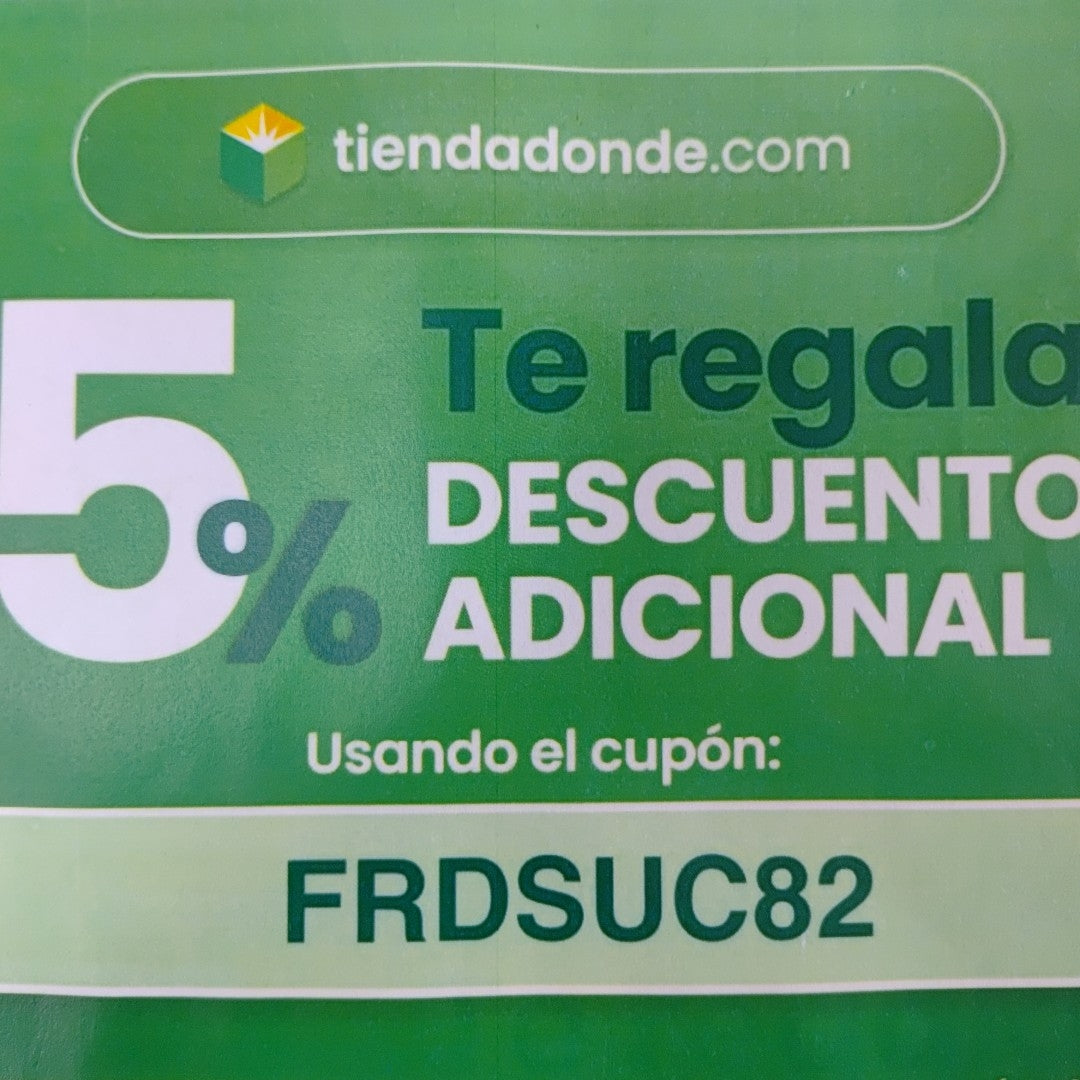 tiendadonde.com
Te regala
5%
DESCUENTO
ADICIONAL
Usando el cupón:
FRDSUC82